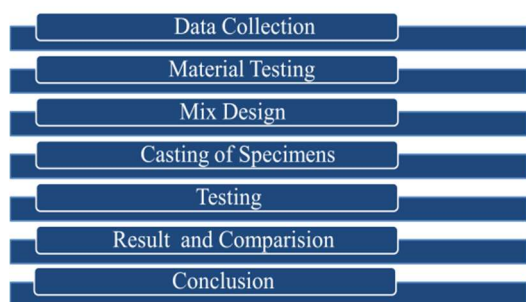 Data Collection
Material Testing
Mix Design
Casting of Specimens
Testing
Result and Comparision
Conclusion